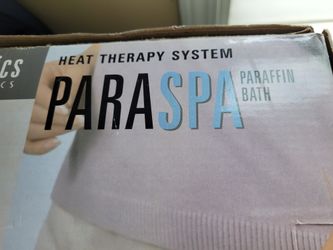 HEAT THERAPY SYSTEM
PARASPA
PARAFFIN
BATH